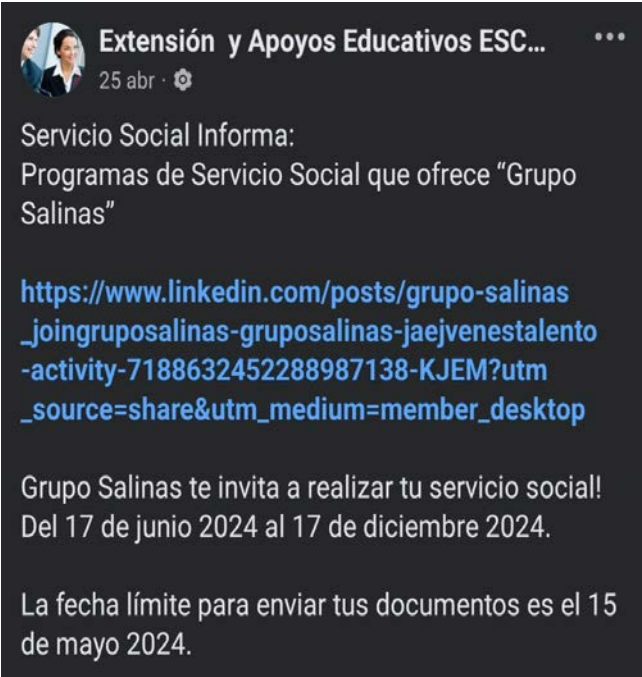 Extensión y Apoyos Educativos ESC...
25 abr ·
Servicio Social Informa:
Programas de Servicio Social que ofrece “Grupo
Salinas”
https://www.linkedin.com/posts/grupo-salinas
_joingruposalinas-gruposalinas-jaejvenestalento
-activity-7188632452288987138-KJEM?utm
_source=share&utm_medium=member_desktop
Grupo Salinas te invita a realizar tu servicio social!
Del 17 de junio 2024 al 17 de diciembre 2024.
La fecha límite para enviar tus documentos es el 15
de mayo 2024.